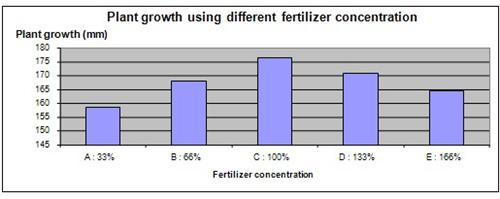 Plant growth using different fertilizer concentration
Plant growth (mm)
180
175
170
165
160
155
150
145
A : 33% B : 66% C : 100% D : 133% E : 166%
Fertilizer concentration